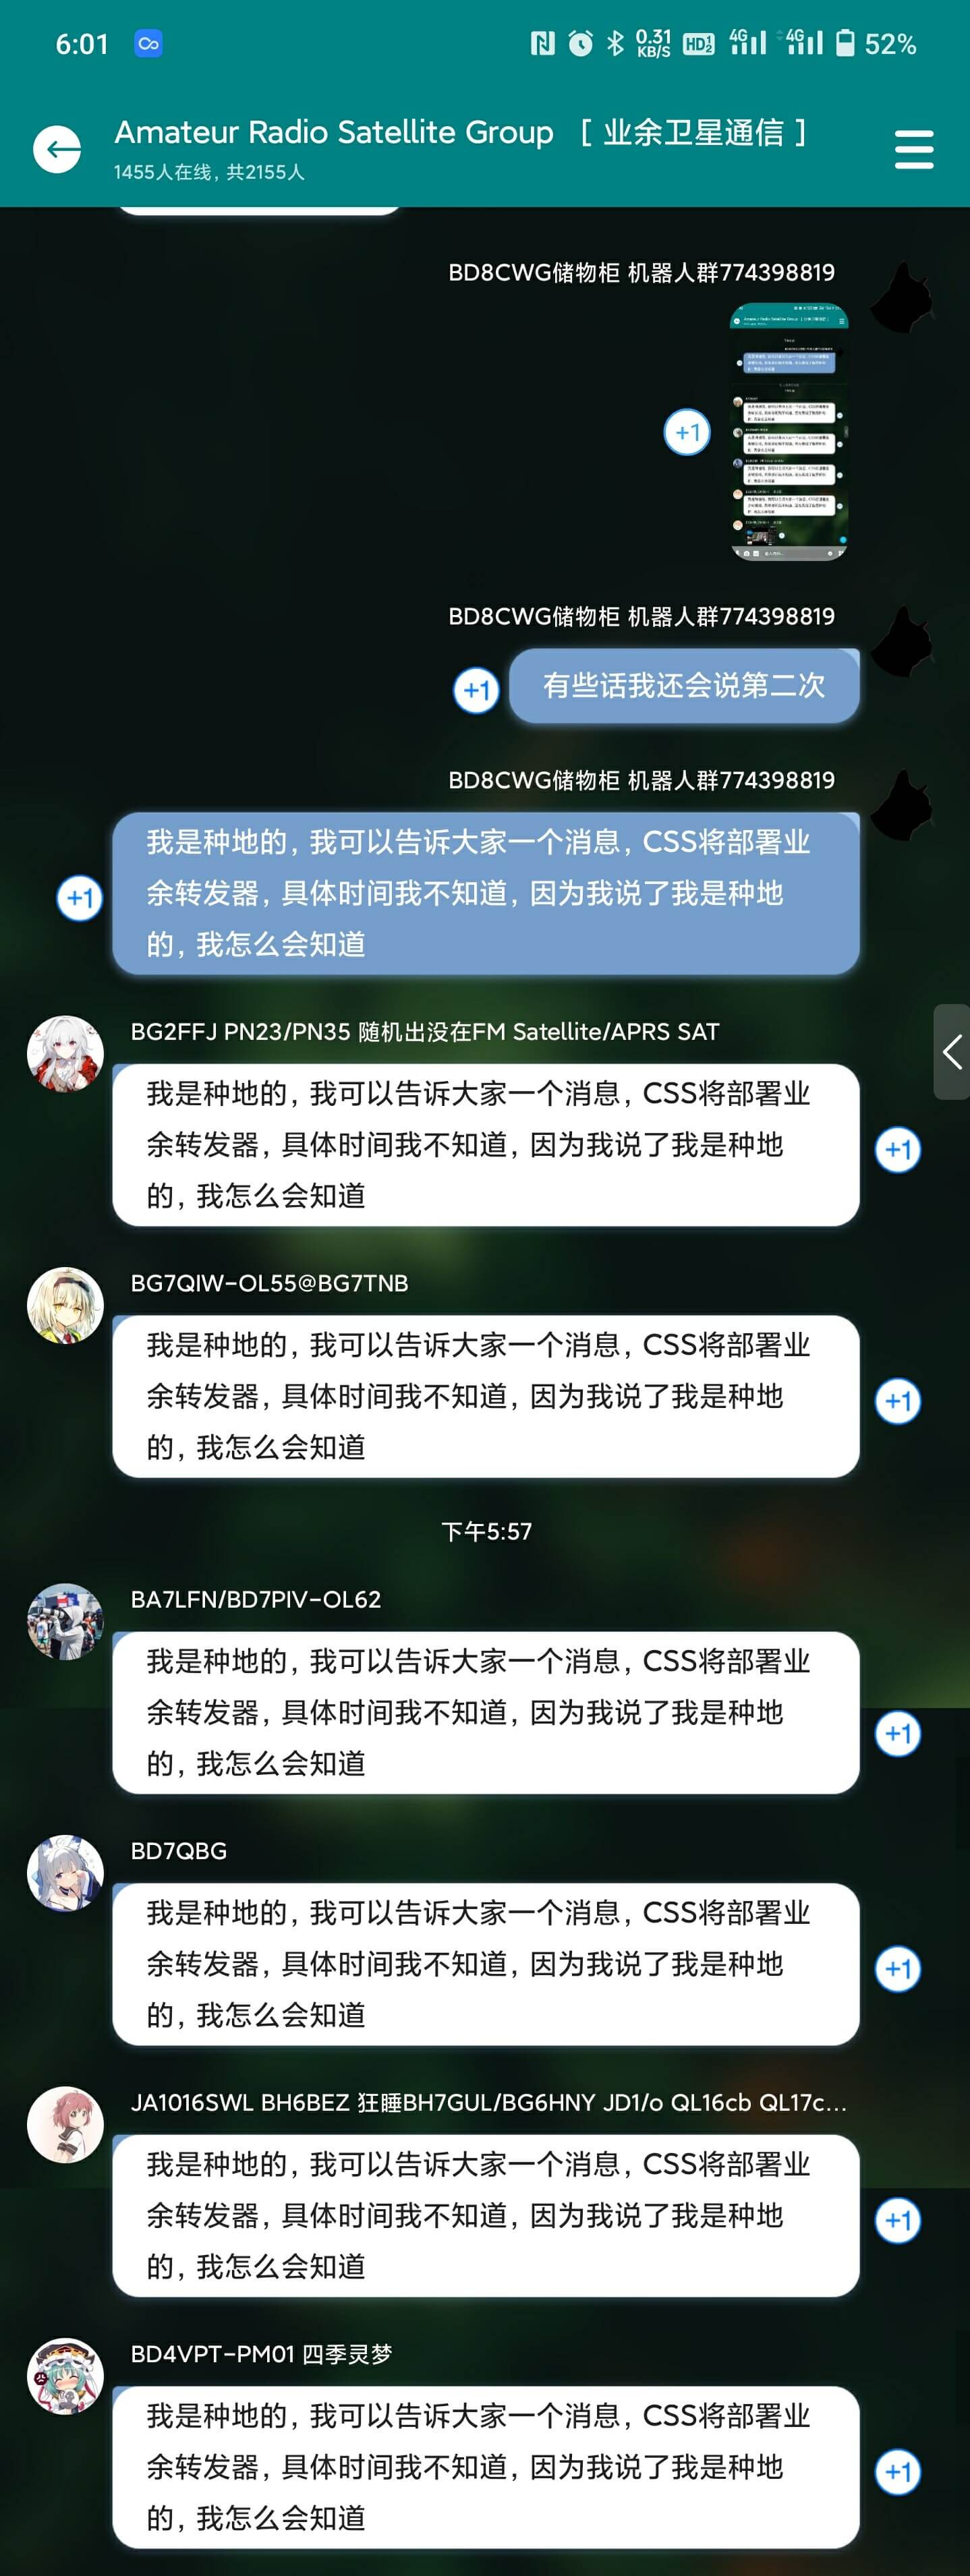 6:01
0.31 KB/S HD 1 2 4G 4G 52%
Amateur Radio Satellite Group [ 业余卫星通信 ]
1455人在线, 共2155人
BD8CWG储物柜 机器人群774398819
+1
BD8CWG储物柜 机器人群774398819
+1 有些话我还会说第二次
BD8CWG储物柜 机器人群774398819
我是种地的, 我可以告诉大家一个消息, CSS将部署业
+1 余转发器, 具体时间我不知道, 因为我说了我是种地
的, 我怎么会知道
BG2FFJ PN23/PN35 随机出没在FM Satellite/APRS SAT
我是种地的, 我可以告诉大家一个消息, CSS将部署业
余转发器, 具体时间我不知道, 因为我说了我是种地 +1
的, 我怎么会知道
BG7QIW-OL55@BG7TNB
我是种地的, 我可以告诉大家一个消息, CSS将部署业
余转发器, 具体时间我不知道, 因为我说了我是种地 +1
的, 我怎么会知道
下午5:57
BA7LFN/BD7PIV-OL62
我是种地的, 我可以告诉大家一个消息, CSS将部署业
余转发器, 具体时间我不知道, 因为我说了我是种地 +1
的, 我怎么会知道
BD7QBG
我是种地的, 我可以告诉大家一个消息, CSS将部署业
余转发器, 具体时间我不知道, 因为我说了我是种地 +1
的, 我怎么会知道
JA1016SWL BH6BEZ 狂睡BH7GUL/BG6HNY JD1/o QL16cb QL17c...
我是种地的, 我可以告诉大家一个消息, CSS将部署业
余转发器, 具体时间我不知道, 因为我说了我是种地 +1
的, 我怎么会知道
BD4VPT-PM01 四季灵梦
我是种地的, 我可以告诉大家一个消息, CSS将部署业
余转发器, 具体时间我不知道, 因为我说了我是种地 +1
的, 我怎么会知道